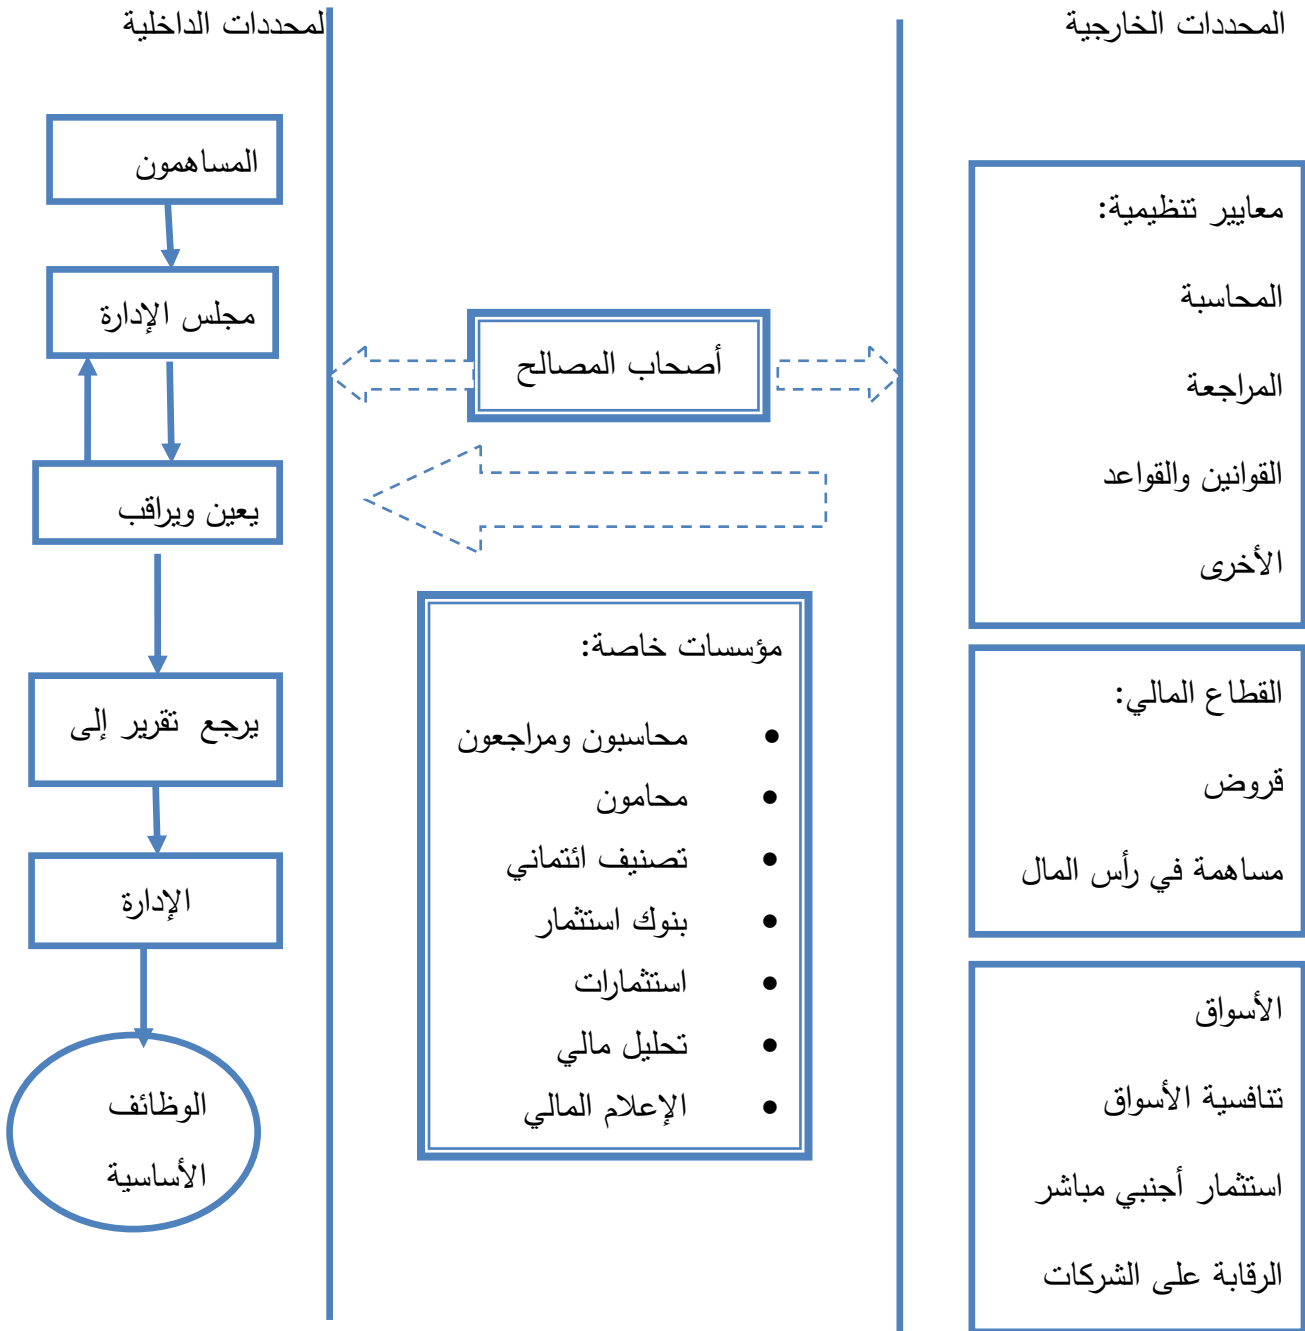 المحددات الخارجية
لمحددات الداخلية
معايير تنظيمية:
المحاسبة
المراجعة
القوانين والقواعد
الأخرى
القطاع المالي:
قروض
مساهمة في رأس المال
الأسواق
تنافسية الأسواق
استثمار أجنبي مباشر
الرقابة على الشركات
أصحاب المصالح
مؤسسات خاصة:
• محاسبون ومراجعون
• محامون
• تصنيف ائتماني
• بنوك استثمار
• استثمارات
• تحليل مالي
• الإعلام المالي
المساهمون
مجلس الإدارة
يعين ويراقب
يرجع تقرير إلى
الإدارة
الوظائف
الأساسية